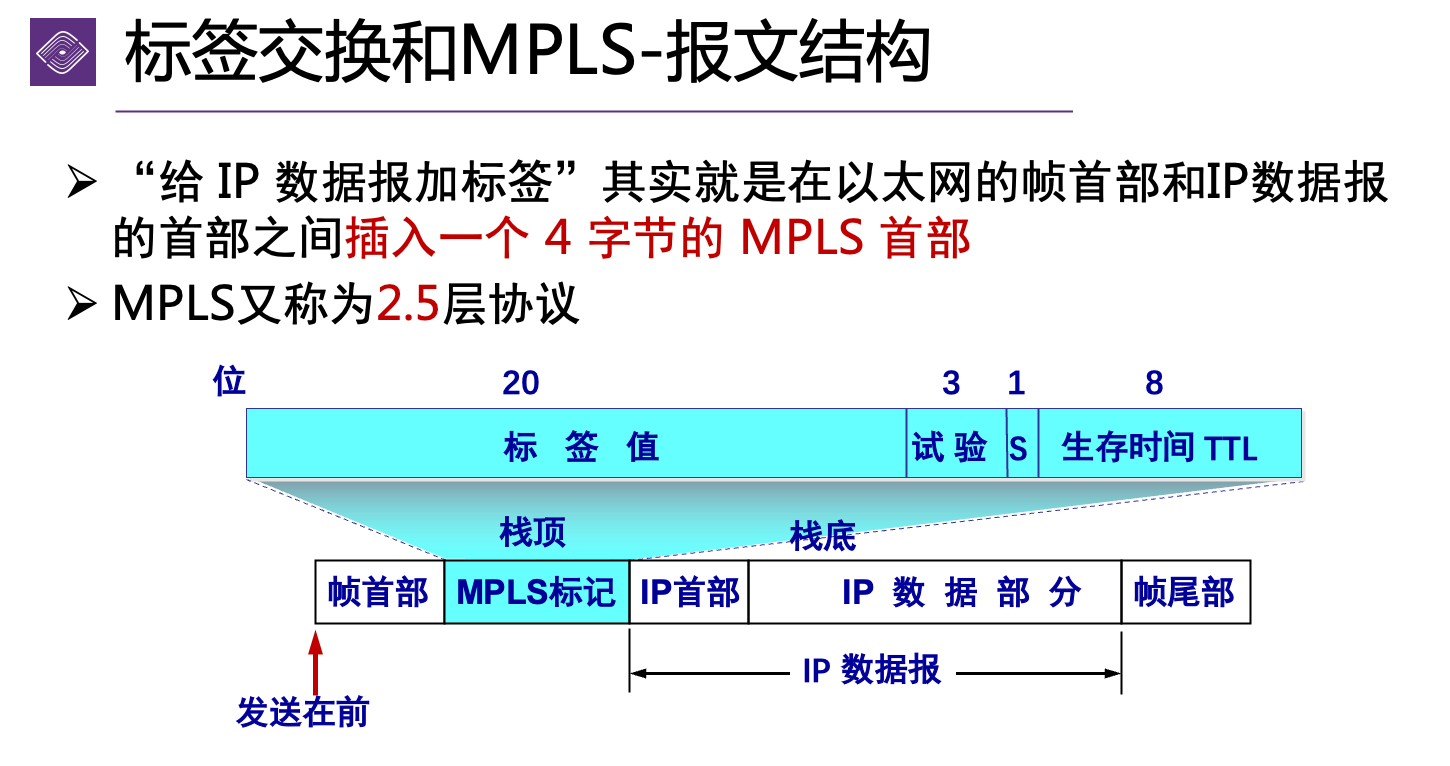 标签交换和MPLS-报文结构
“给 IP 数据报加标签”其实就是在以太网的帧首部和IP数据报
的首部之间插入一个 4 字节的 MPLS 首部
MPLS又称为2.5层协议
位 20 3 1 8
标 签 值 试 验 S 生存时间 TTL
栈顶 栈底
帧首部 MPLS标记 IP首部 IP 数 据 部 分 帧尾部
IP 数据报
发送在前